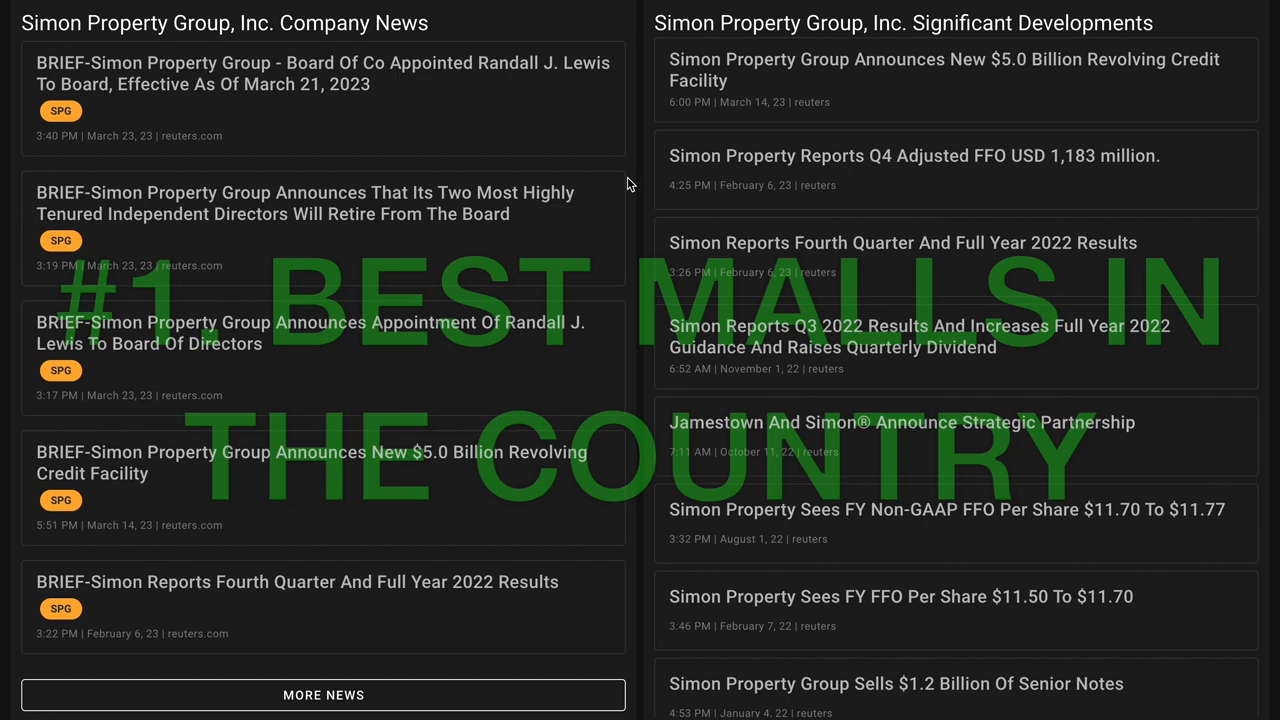 Simon Property Group, Inc. Company News
BRIEF-Simon Property Group - Board Of Co Appointed Randall J. Lewis
To Board, Effective As Of March 21, 2023
SPG
3:40 PM | March 23, 23 | reuters.com
BRIEF-Simon Property Group Announces That Its Two Most Highly
Tenured Independent Directors Will Retire From The Board
SPG
3:19 PM | March 23, 23 | reuters.com
BRIEF-Simon Property Group Announces Appointment Of Randall J.
Lewis To Board Of Directors
SPG
3:17 PM | March 23, 23 | reuters.com
BRIEF-Simon Property Group Announces New $5.0 Billion Revolving
Credit Facility
SPG
5:51 PM | March 14, 23 | reuters.com
BRIEF-Simon Reports Fourth Quarter And Full Year 2022 Results
SPG
3:22 PM | February 6, 23 | reuters.com
MORE NEWS
Simon Property Group, Inc. Significant Developments
Simon Property Group Announces New $5.0 Billion Revolving Credit
Facility
6:00 PM | March 14, 23 | reuters
Simon Property Reports Q4 Adjusted FFO USD 1,183 million.
4:25 PM | February 6, 23 | reuters
Simon Reports Fourth Quarter And Full Year 2022 Results
3:26 PM | February 6, 23 | reuters
Simon Reports Q3 2022 Results And Increases Full Year 2022
Guidance And Raises Quarterly Dividend
6:52 AM | November 1, 22 | reuters
Jamestown And Simon® Announce Strategic Partnership
7:11 AM | October 11, 22 | reuters
Simon Property Sees FY Non-GAAP FFO Per Share $11.70 To $11.77
3:32 PM | August 1, 22 | reuters
Simon Property Sees FY FFO Per Share $11.50 To $11.70
3:46 PM | February 7, 22 | reuters
Simon Property Group Sells $1.2 Billion Of Senior Notes
4:53 PM | January 4, 22 | reuters
#1. BEST MALLS IN
THE COUNTRY